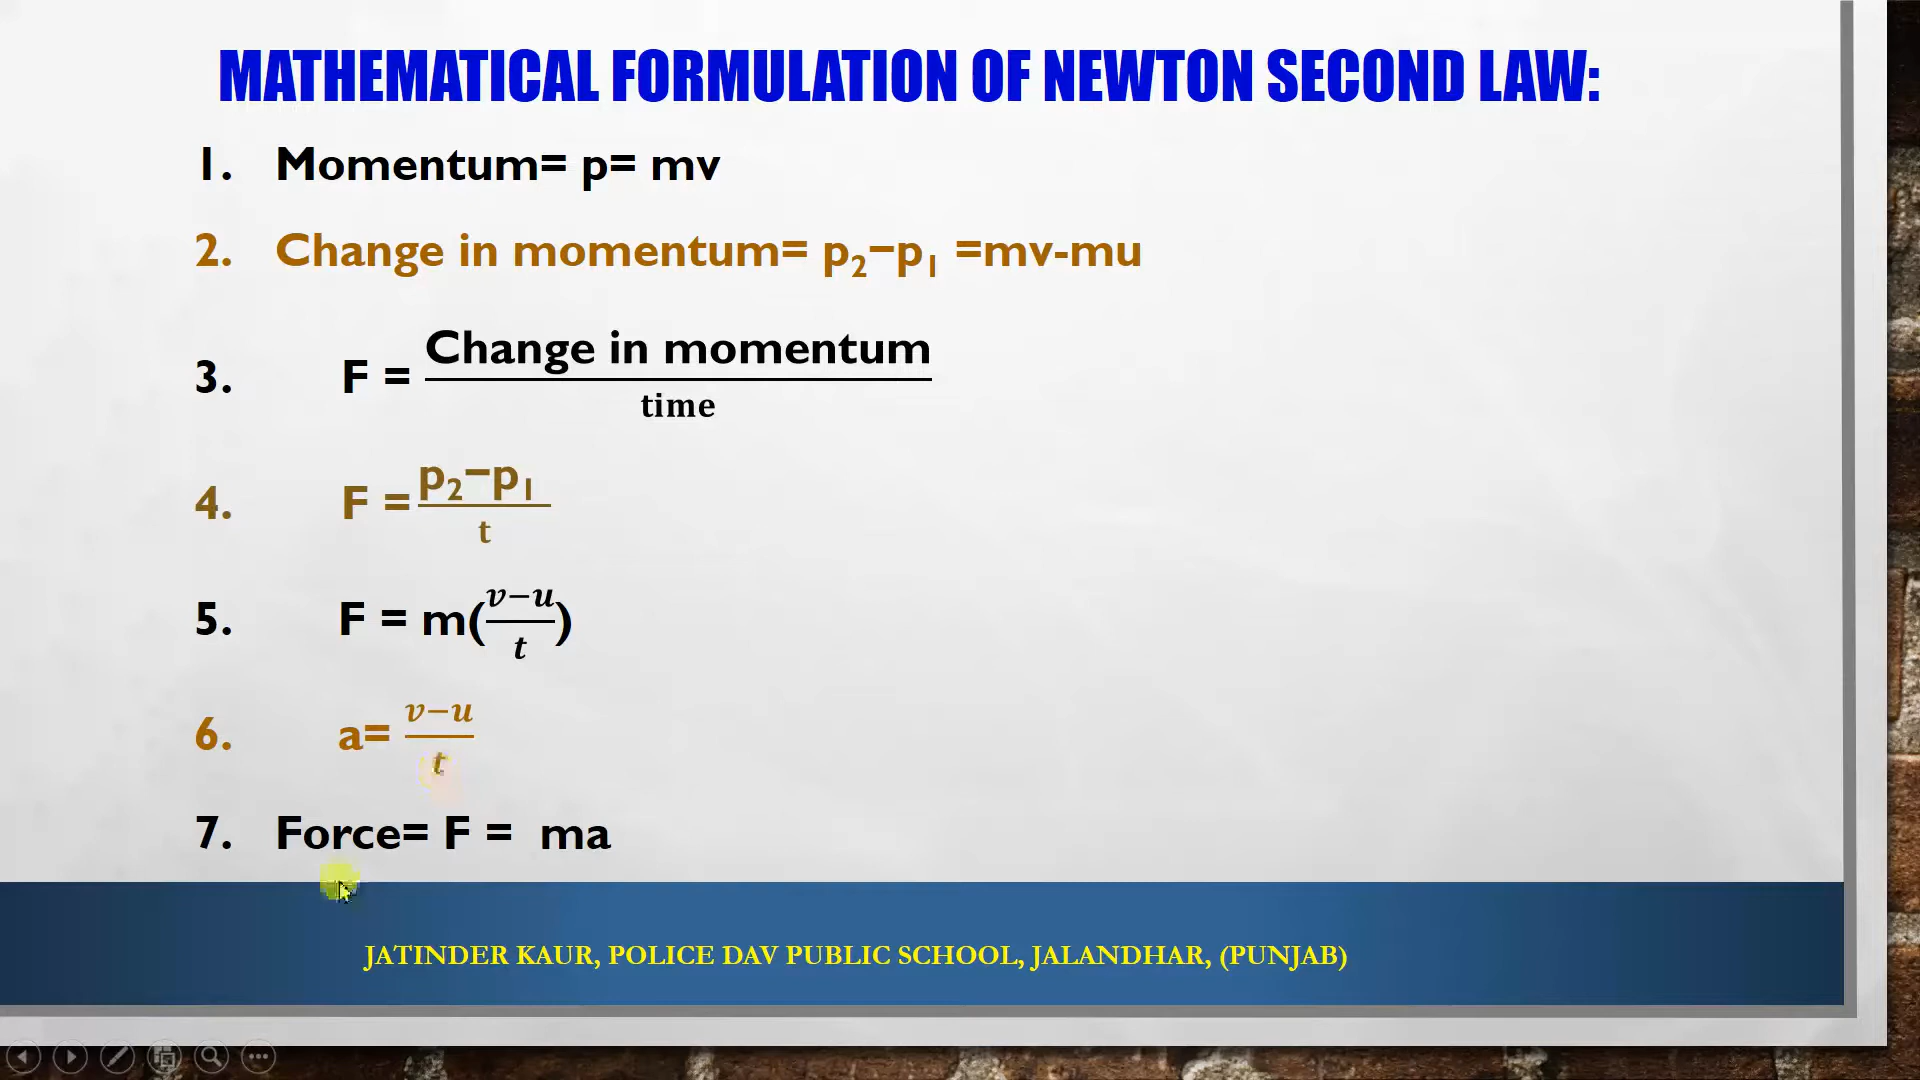 MATHEMATICAL FORMULATION OF NEWTON SECOND LAW:
1. Momentum= p= mv
2. Change in momentum= p₂−p₁ =mv-mu
3. F = Change in momentum / time
4. F = p₂−p₁ / t
5. F = m(v−u / t)
6. a= v−u / t
7. Force= F = ma
JATINDER KAUR, POLICE DAV PUBLIC SCHOOL, JALANDHAR, (PUNJAB)